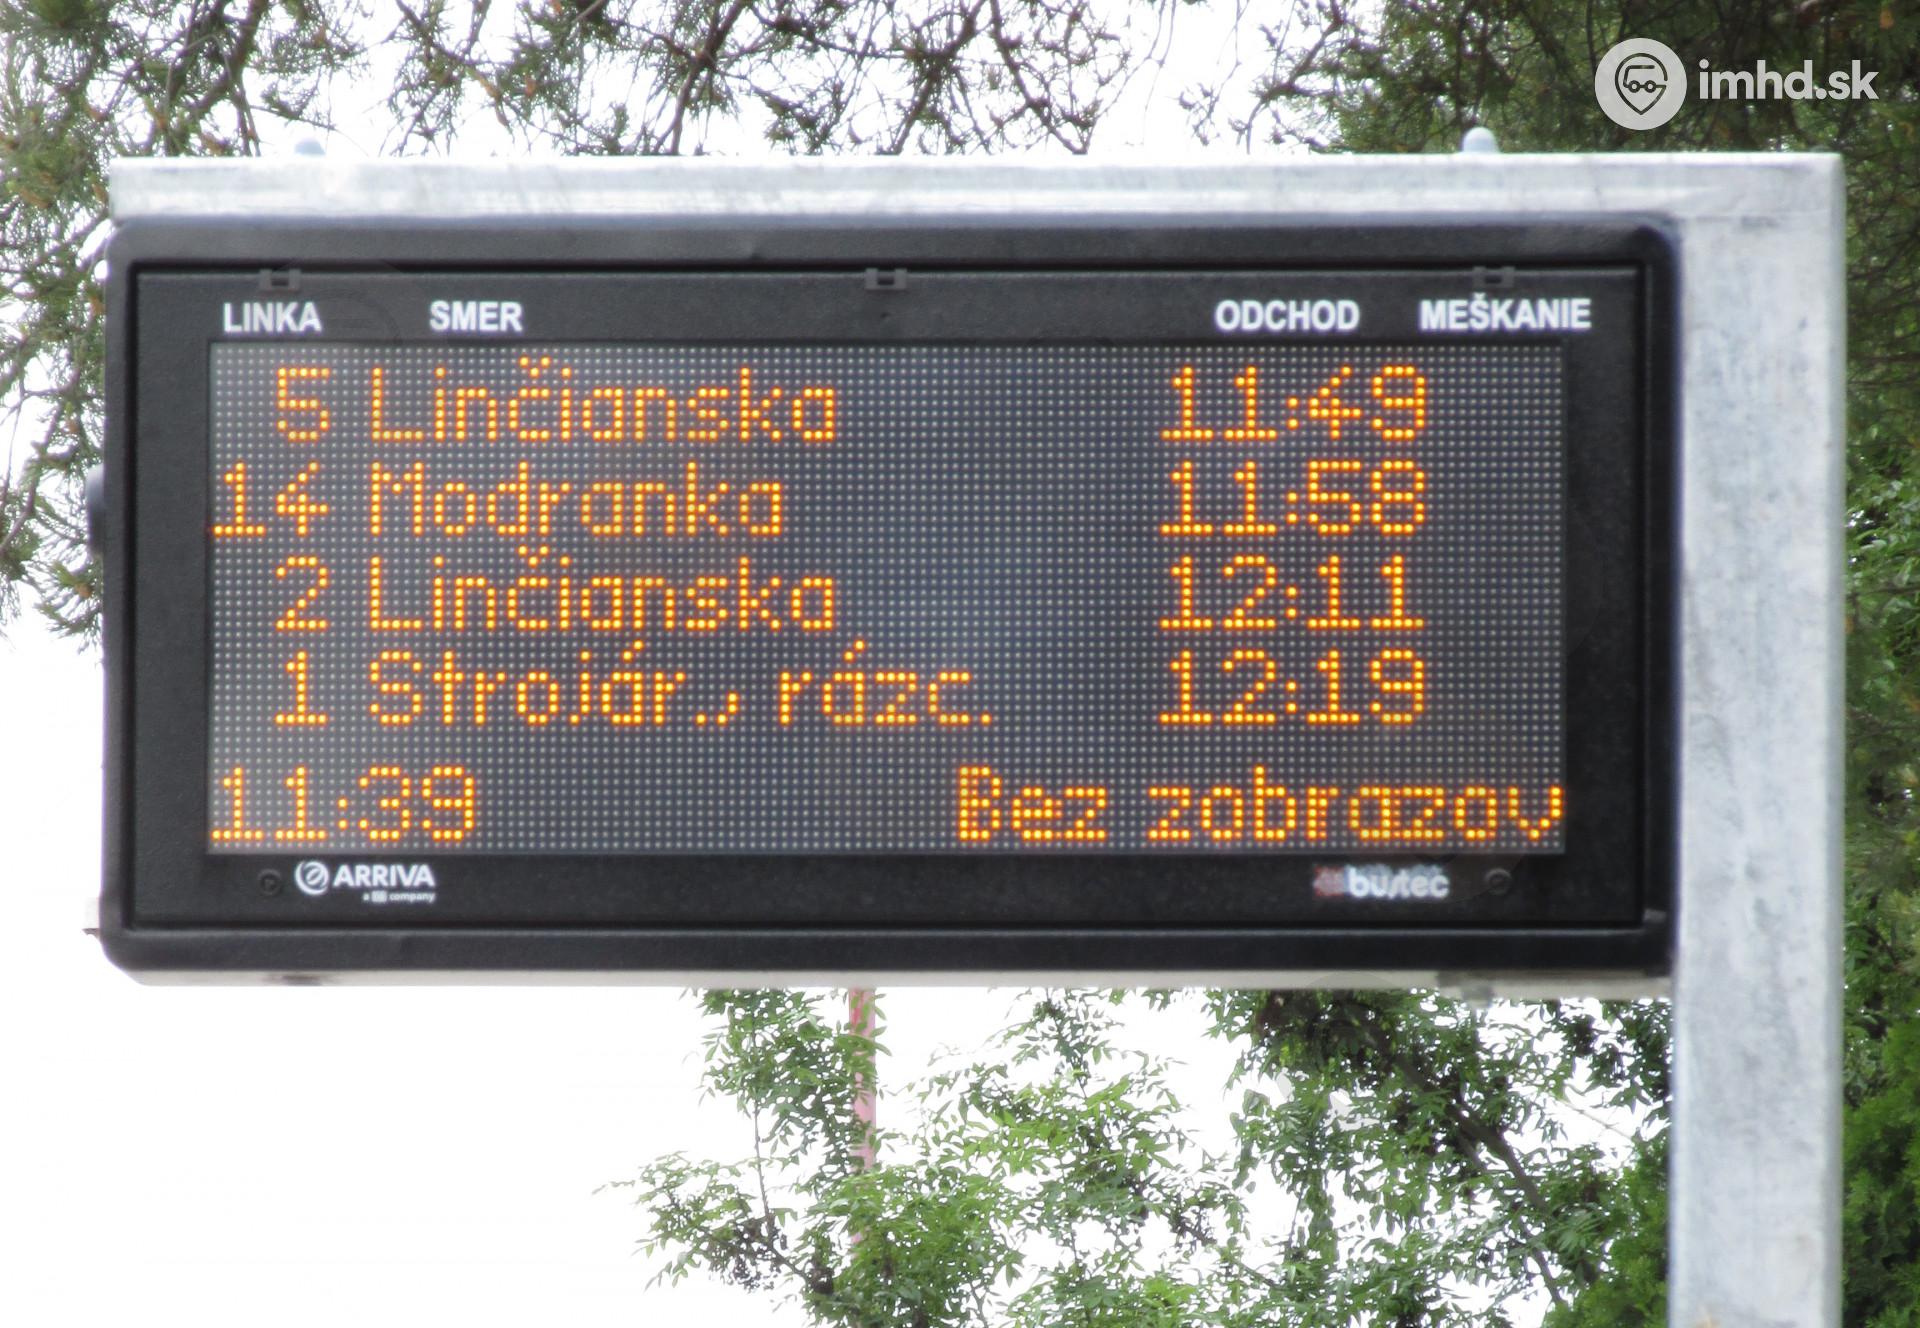 imhd.sk
LINKA SMER ODCHOD MEŠKANIE
5 Linčianska 11:49
14 Modranka 11:58
2 Linčianska 12:11
1 Strojár., rázc. 12:19
11:39 Bez zobrazov
ARRIVA bustec
a company